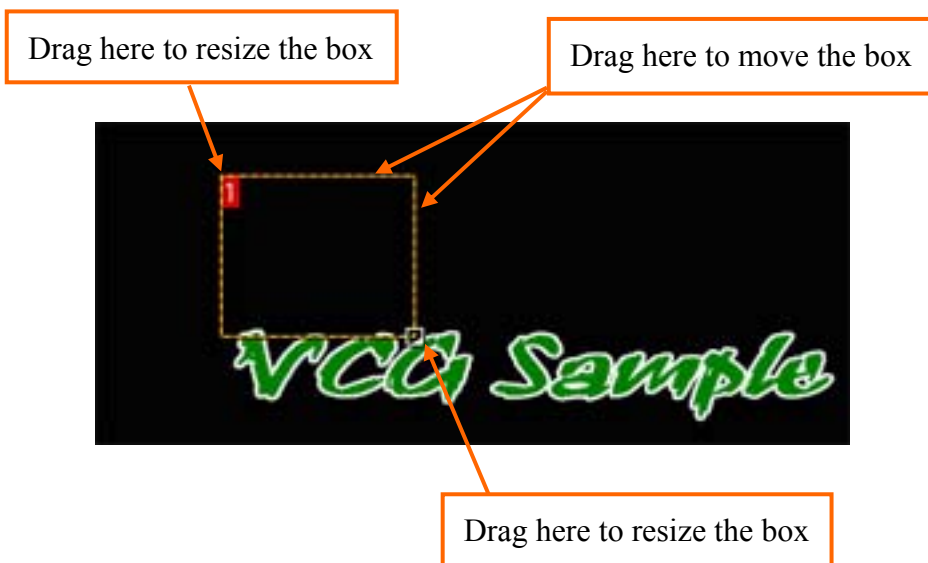 Drag here to resize the box
Drag here to move the box
1
VCG Sample
Drag here to resize the box